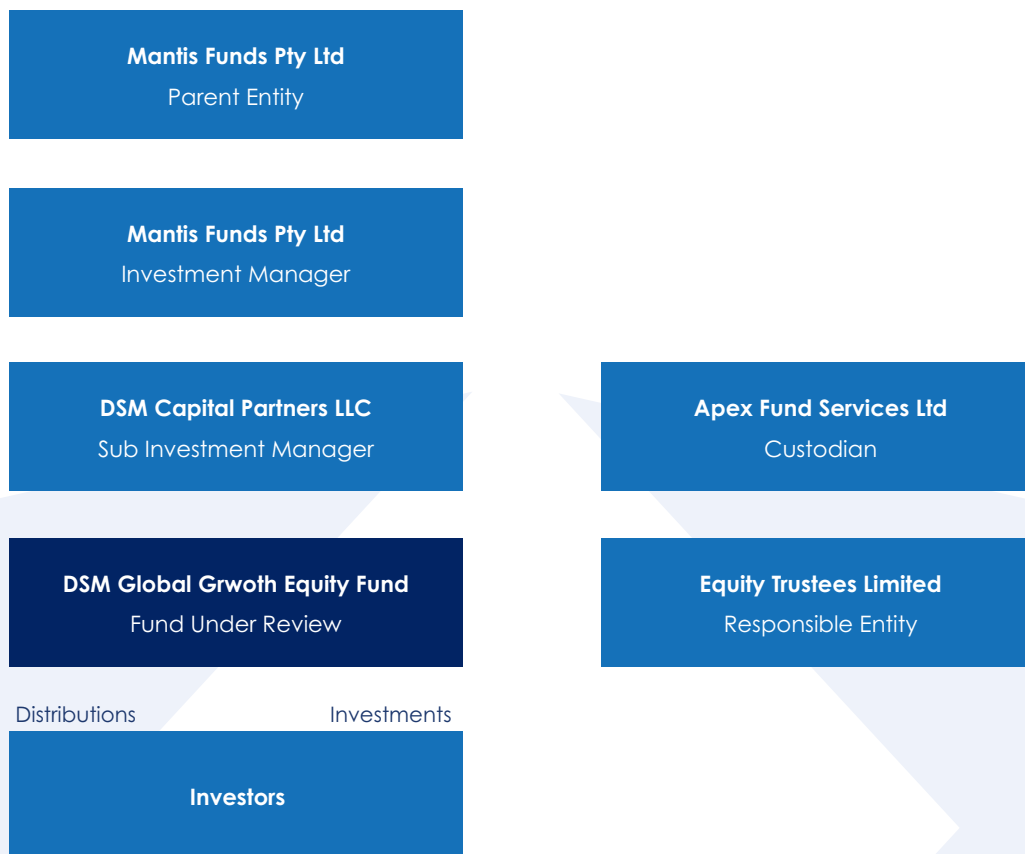 Mantis Funds Pty Ltd
Parent Entity
Mantis Funds Pty Ltd
Investment Manager
DSM Capital Partners LLC
Sub Investment Manager
Apex Fund Services Ltd
Custodian
DSM Global Grwoth Equity Fund
Fund Under Review
Equity Trustees Limited
Responsible Entity
Distributions
Investments
Investors